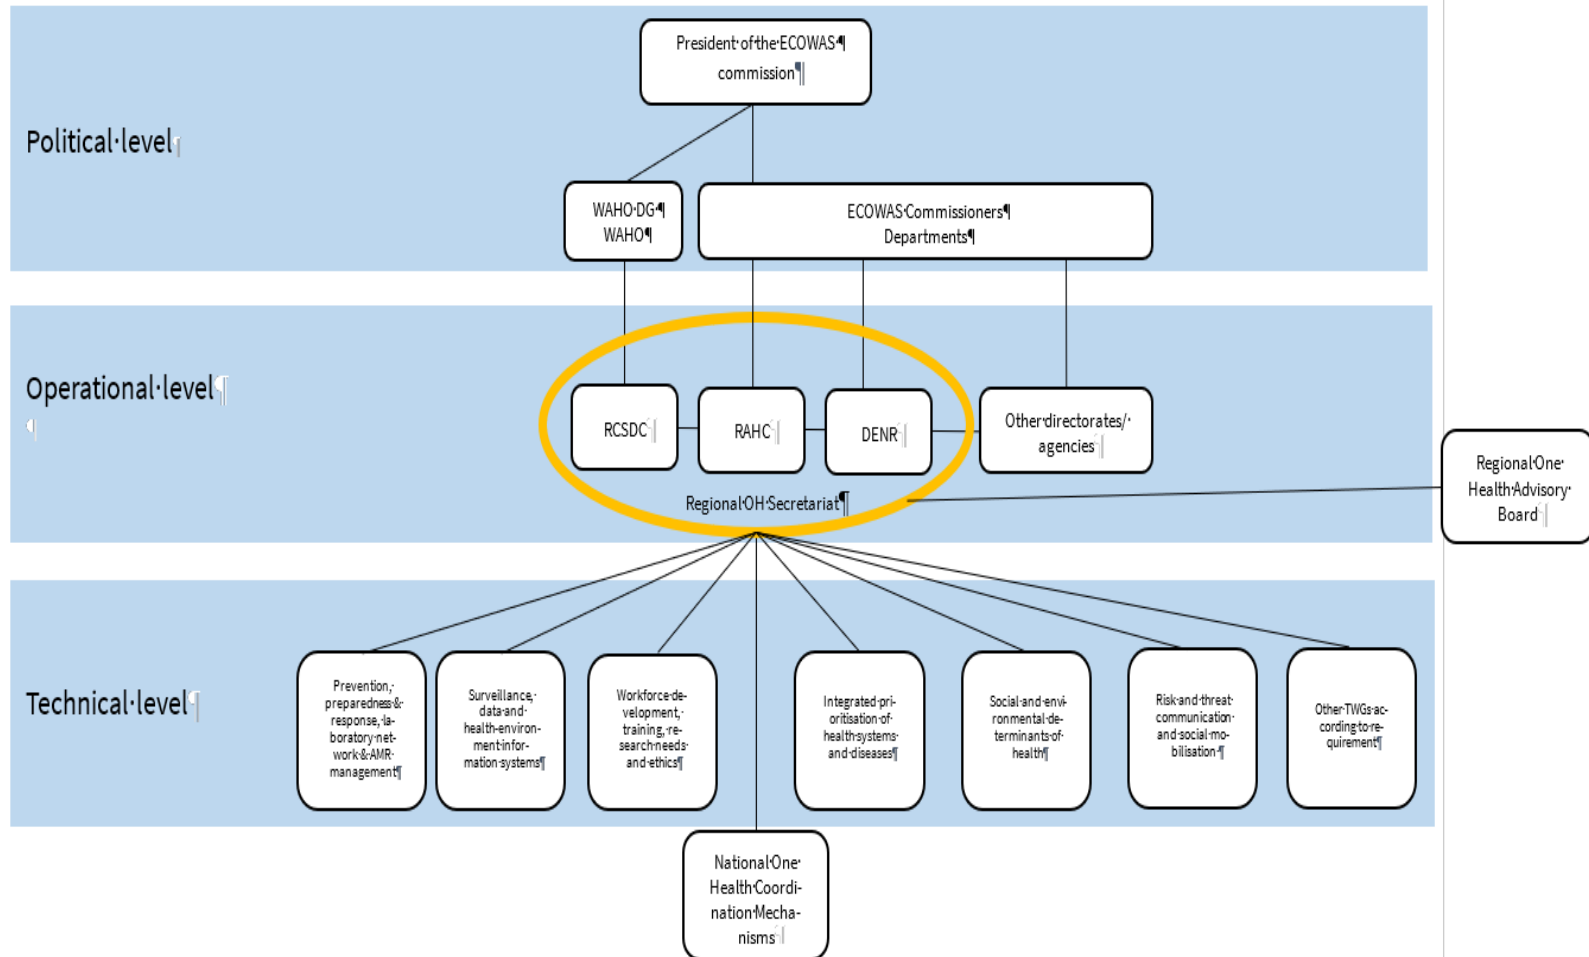 President of the ECOWAS¶
commission¶
Political level¶
WAHO DG¶
WAHO¶
ECOWAS Commissioners¶
Departments¶
Operational level¶
¶
RCSDC¶
RAHC¶
DENR¶
Other directorates/
agencies¶
Regional OH Secretariat¶
Regional One
Health Advisory
Board¶
Technical level¶
Prevention,
preparedness &
response, la-
boratory net-
work & AMR
management¶
Surveillance,
data and
health-environ-
ment infor-
mation systems¶
Workforce de-
velopment,
training, re-
search needs
and ethics¶
Integrated pri-
oritisation of
health systems
and diseases¶
Social and envi-
ronmental de-
terminants of
health¶
Risk and threat
communication
and social mo-
bilisation ¶
Other TWGs ac-
cording to re-
quirement¶
National One
Health Coordi-
nation Mecha-
nisms¶